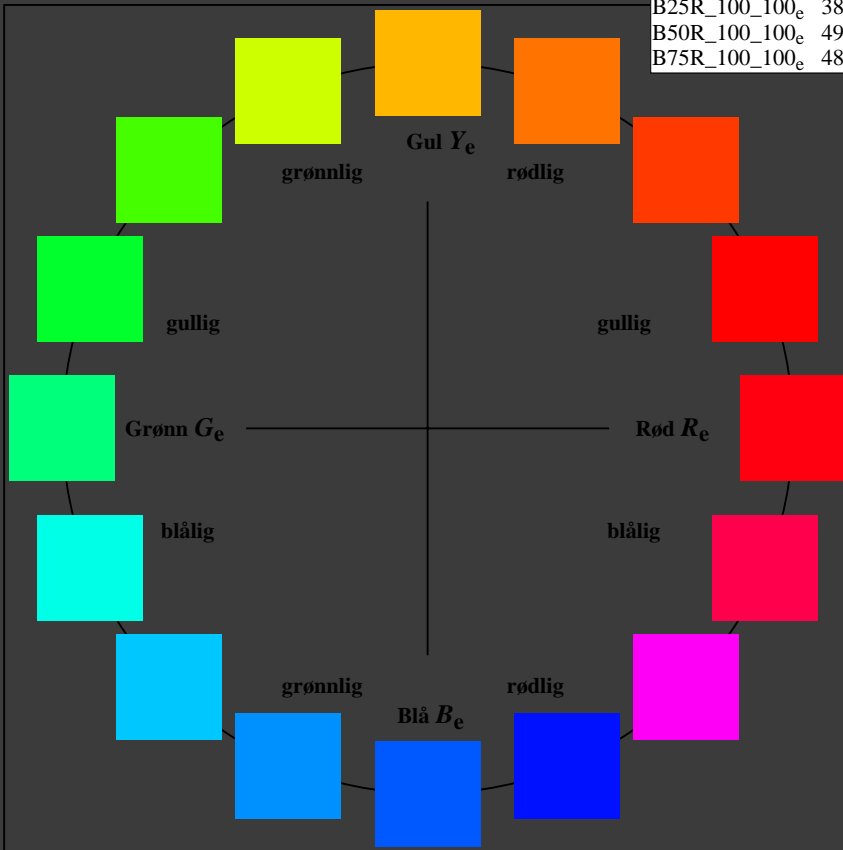 B25R_100_100e 38
B50R_100_100e 49
B75R_100_100e 48
Gul Ye
grønnlig rødlig
gullig gullig
Grønn Ge Rød Re
blålig blålig
grønnlig rødlig
Blå Be